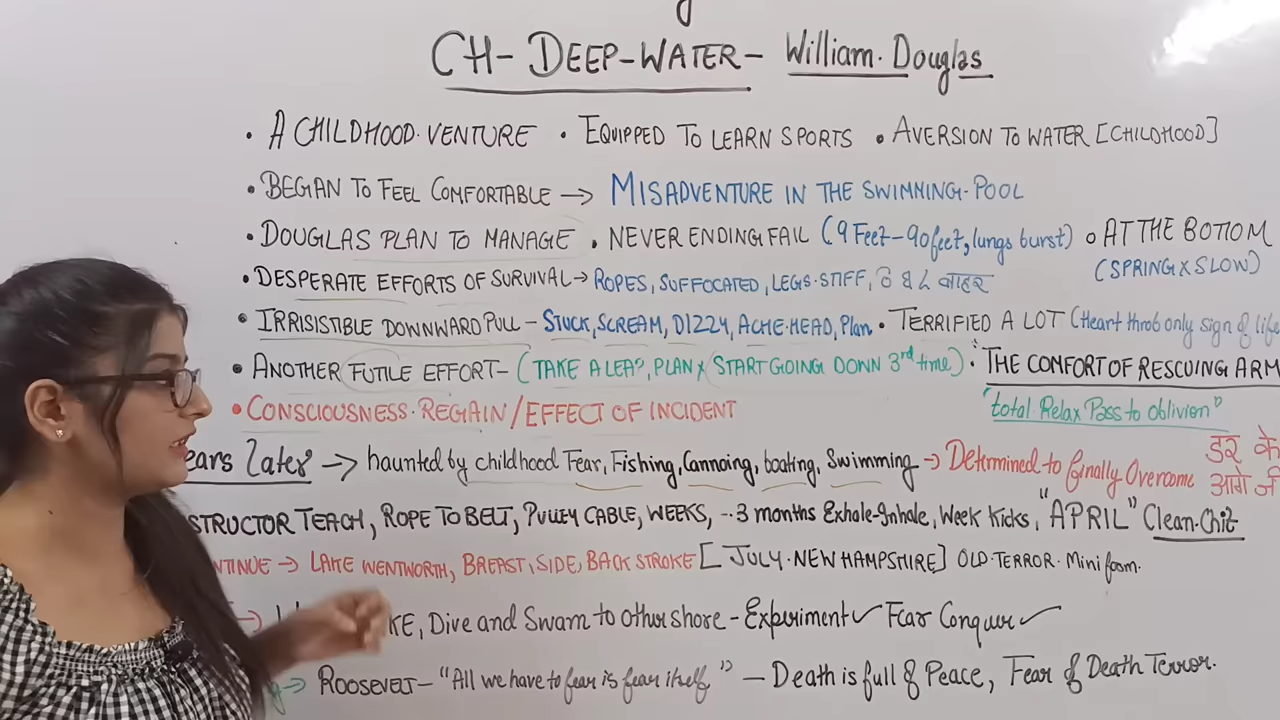 CH- DEEP-WATER- William. Douglas
• A CHILDHOOD VENTURE • EQUIPPED TO LEARN SPORTS • AVERSION TO WATER [CHILDHOOD]
• BEGAN TO FEEL COMFORTABLE → MISADVENTURE IN THE SWIMMING-POOL
• DOUGLAS PLAN TO MANAGE • NEVER ENDING FAIL (9 Feet-90 feet, lungs burst) • AT THE BOTTOM
(SPRING X SLOW)
• DESPERATE EFFORTS OF SURVIVAL → ROPES, SUFFOCATED, LEGS-STIFF, बाहर
• IRRISISTIBLE DOWNWARD PULL - STUCK, SCREAM, DIZZY, ACHE-HEAD, Plan • TERRIFIED A LOT (Heart throb only sign of life
• ANOTHER FUTILE EFFORT- (TAKE A LEAP, PLAN X START GOING DOWN 3rd time) • THE COMFORT OF RESCUING ARM
• CONSCIOUSNESS-REGAIN/EFFECT OF INCIDENT "total Relax Pass to oblivion"
ears Later → haunted by childhood Fear, Fishing, Cannoing, boating, Swimming → Determined to finally Overcome डर के
आगे जी
STRUCTOR TEACH, ROPE TO BELT, PULLEY CABLE, WEEKS, -- 3 months Exhale-Inhale, Week Kicks, "APRIL" Clean-Chit
NTINUE → LAKE WENTWORTH, BREAST, SIDE, BACK STROKE [JULY-NEW HAMPSHIRE] OLD-TERROR-Mini form.
KE, Dive and Swam to other shore - Experiment ✓ Fear Conquer ✓
y → ROOSEVELT- "All we have to fear is fear itself" - Death is full of Peace, Fear of Death Terror.